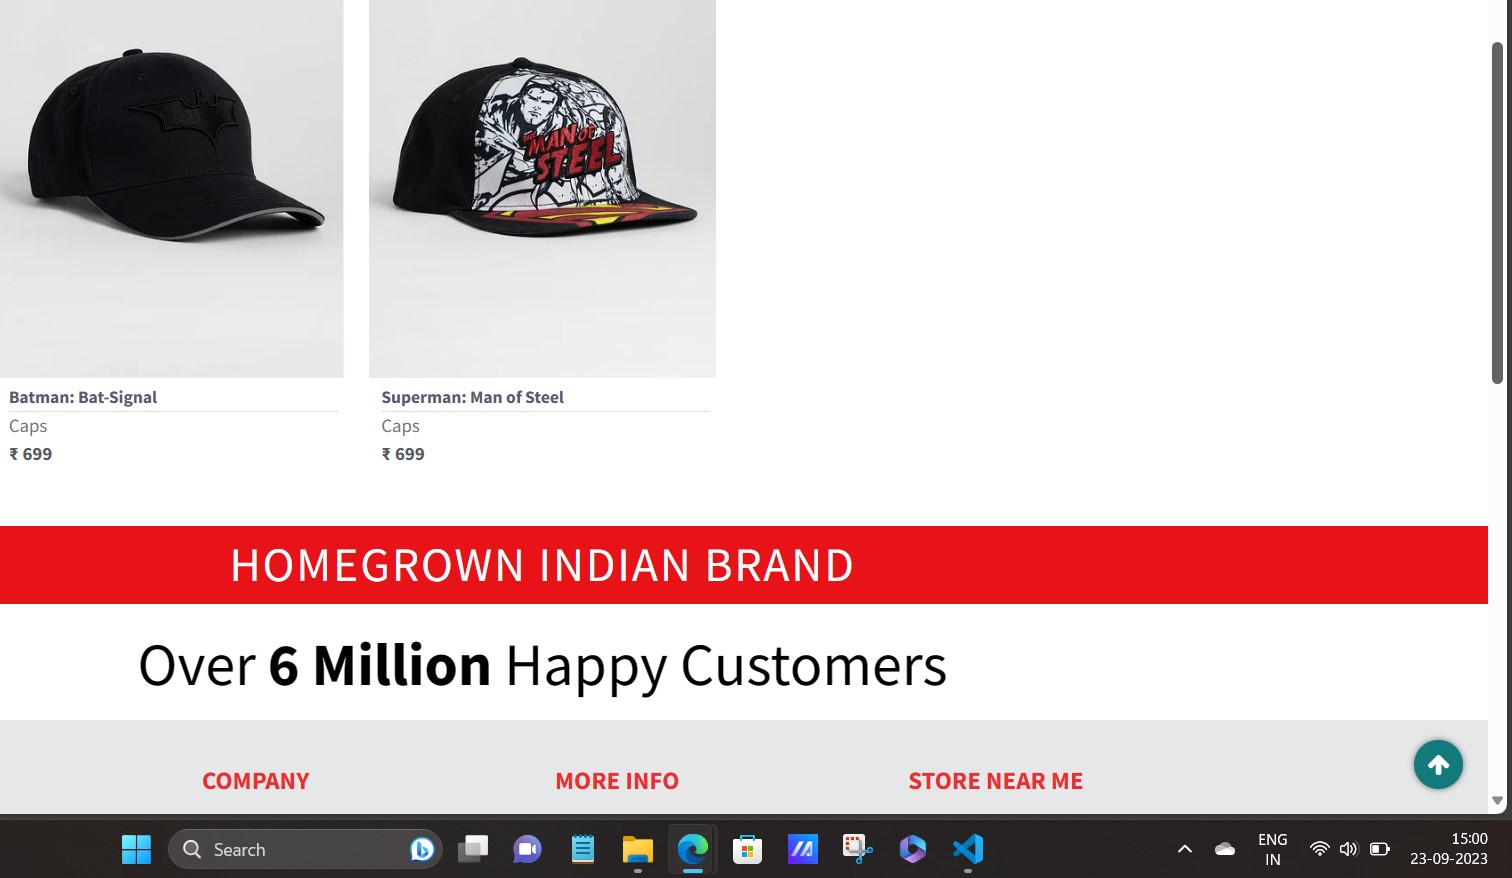 THE
MAN OF
STEEL
Batman: Bat-Signal
Caps
₹ 699
Superman: Man of Steel
Caps
₹ 699
HOMEGROWN INDIAN BRAND
Over 6 Million Happy Customers
COMPANY
MORE INFO
STORE NEAR ME
Search
ENG
IN
15:00
23-09-2023